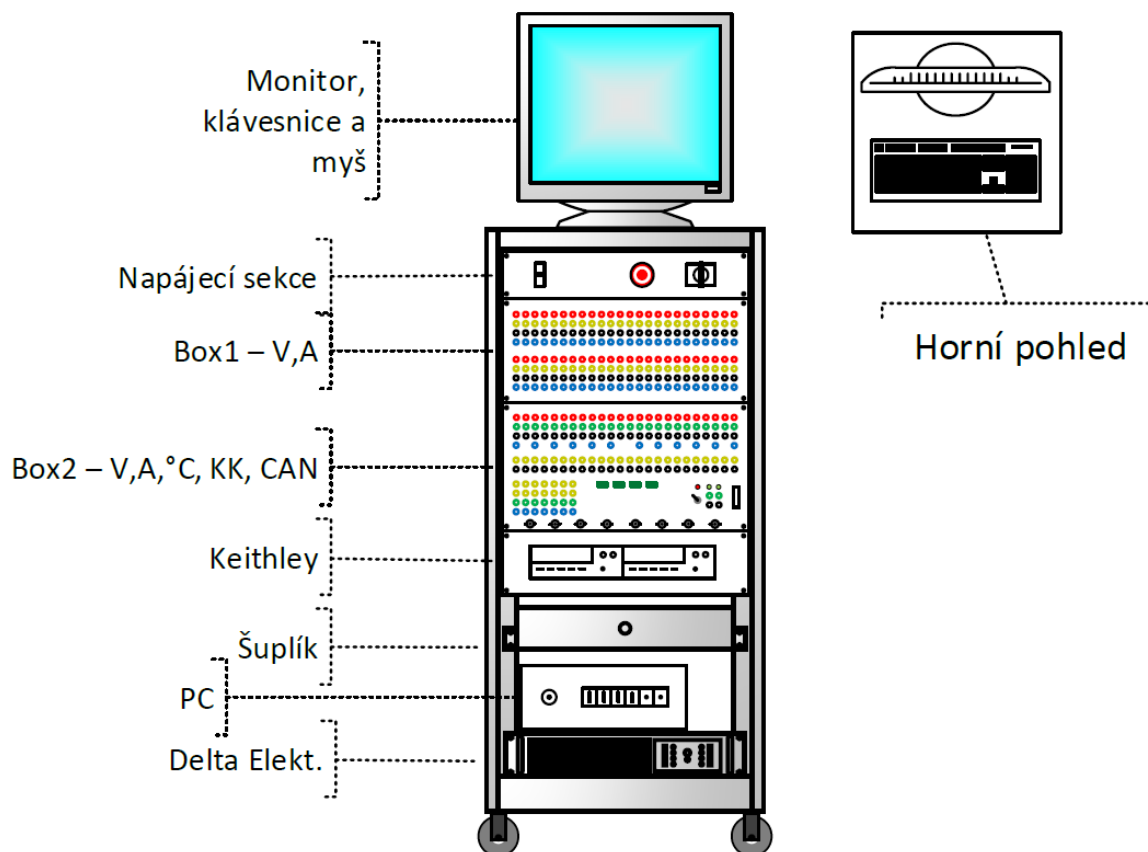 Monitor,
klávesnice a
myš
Napájecí sekce
Box1 – V,A
Box2 – V,A,°C, KK, CAN
Keithley
Šuplík
PC
Delta Elekt.
Horní pohled